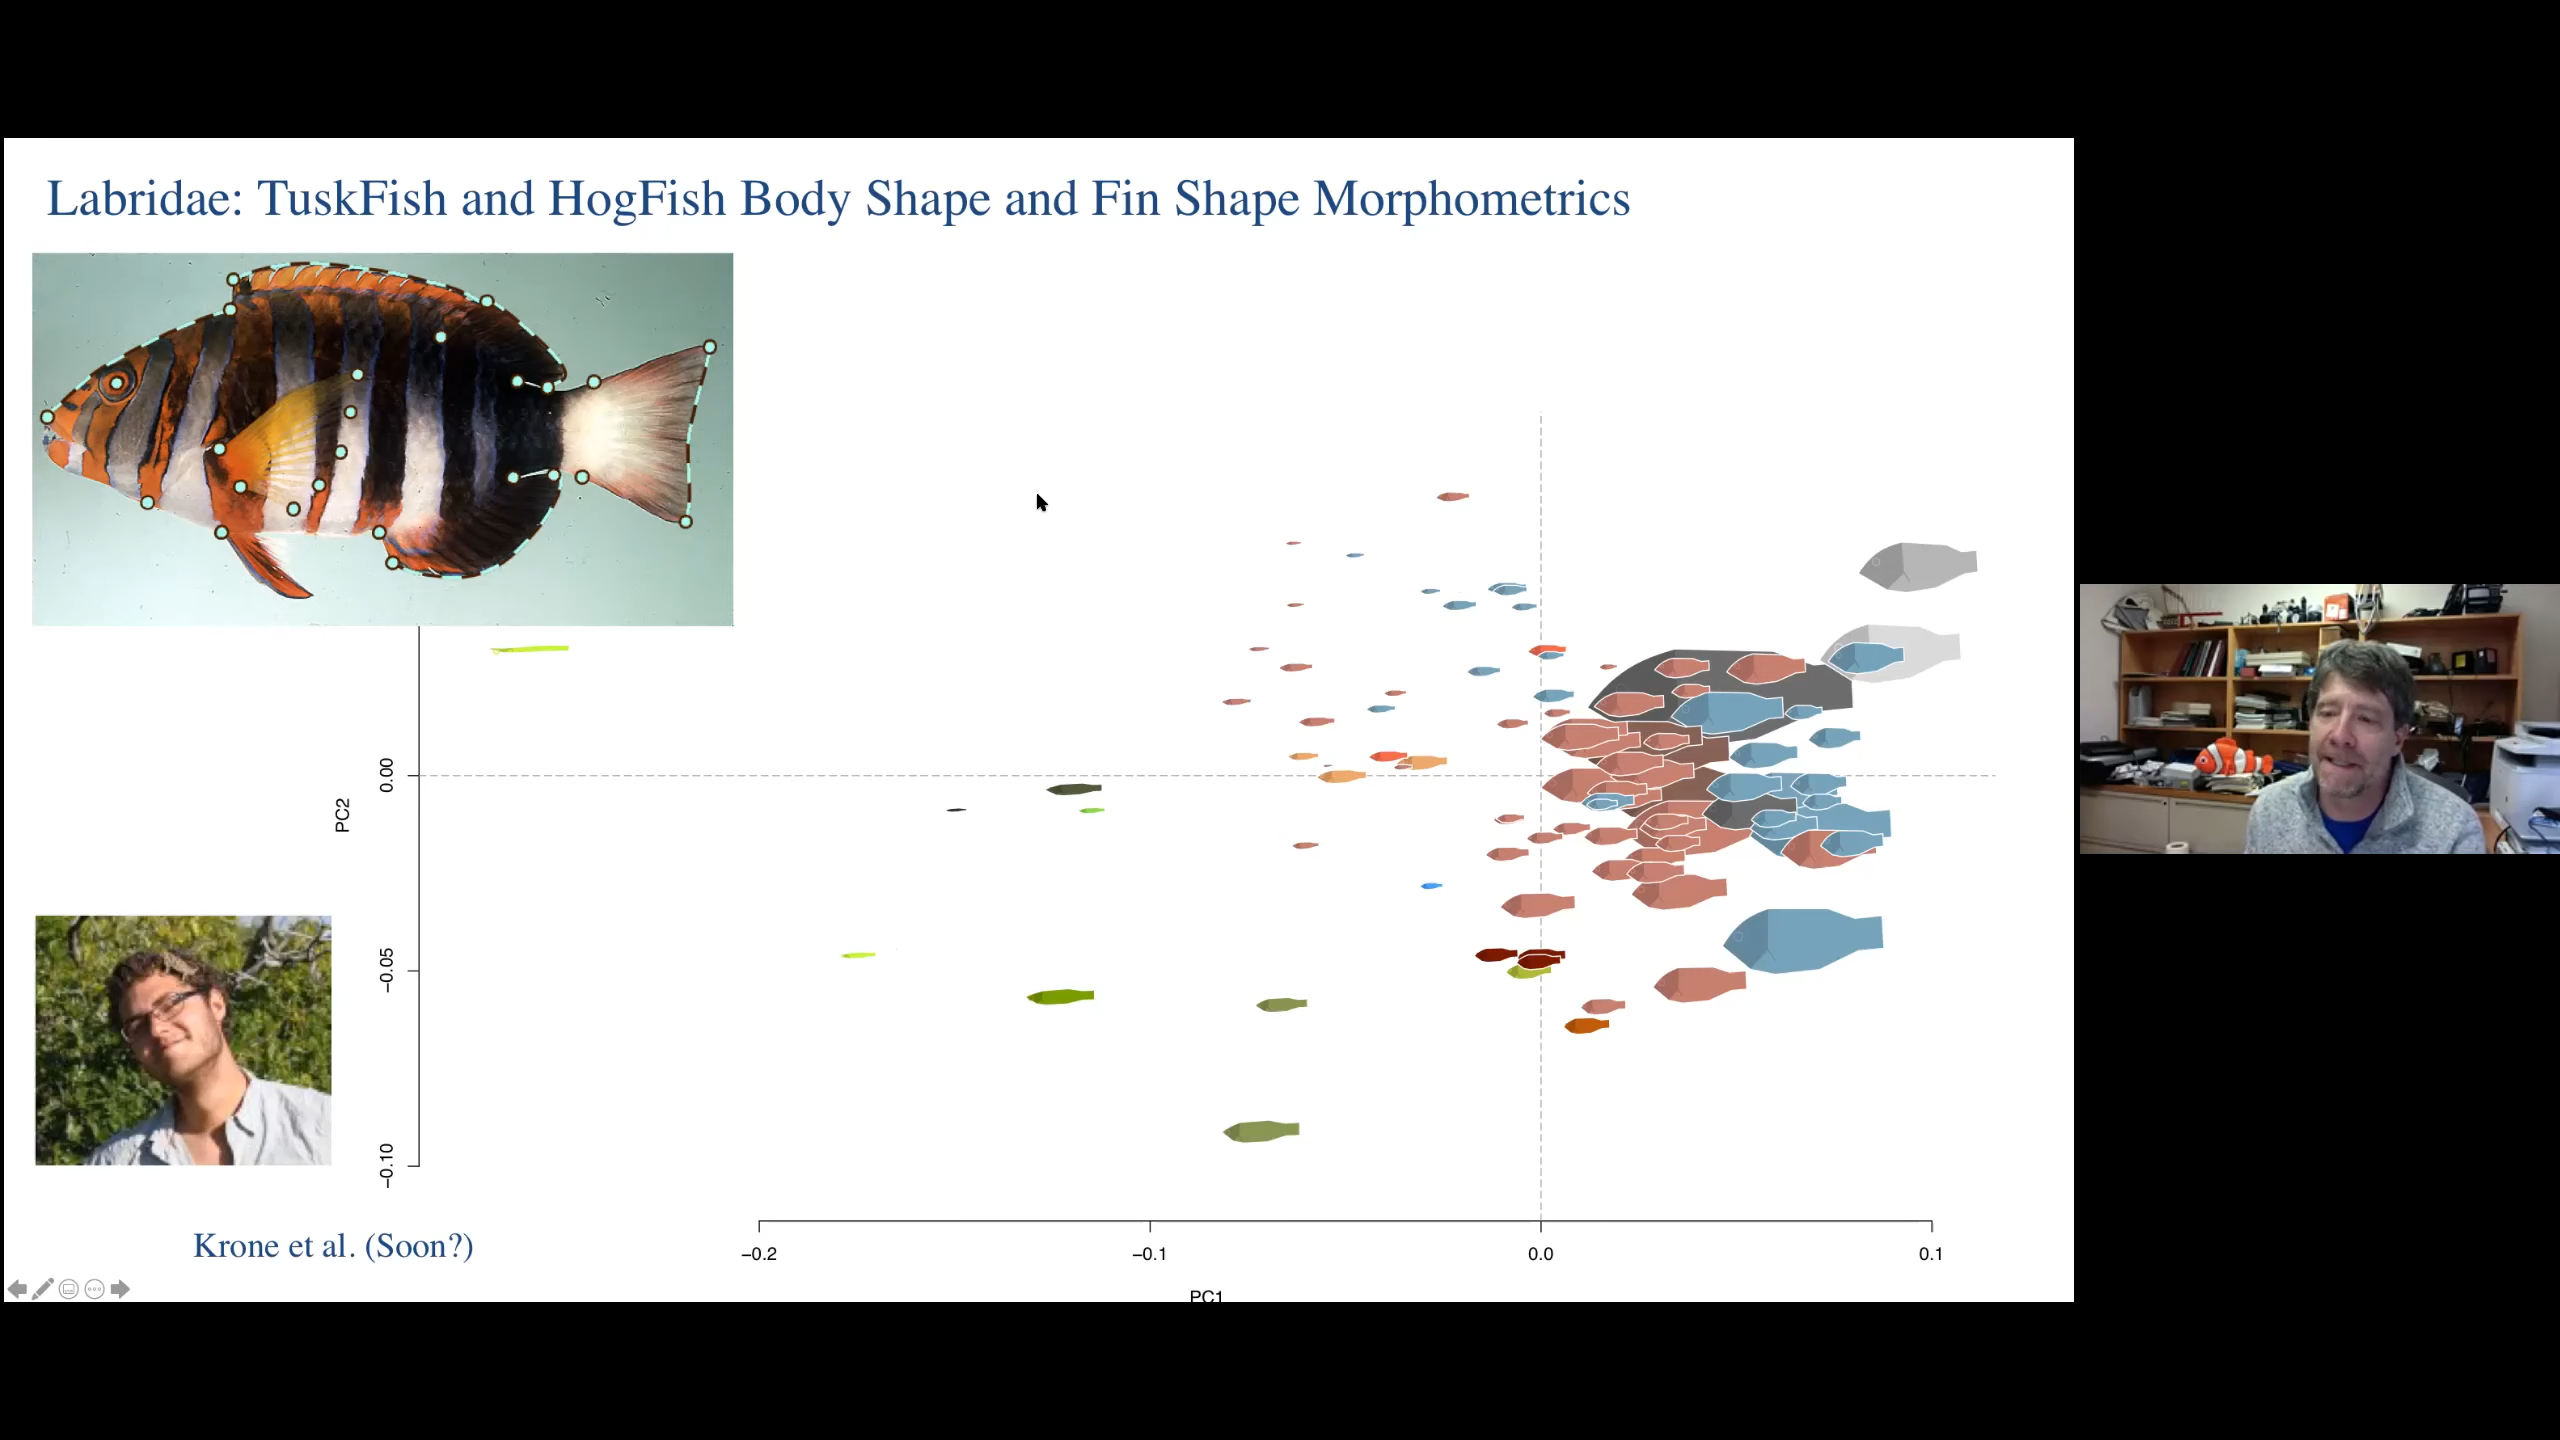 Labridae: TuskFish and HogFish Body Shape and Fin Shape Morphometrics
0.00
PC2
−0.05
−0.10
Krone et al. (Soon?)
−0.2
−0.1
0.0
0.1
PC1